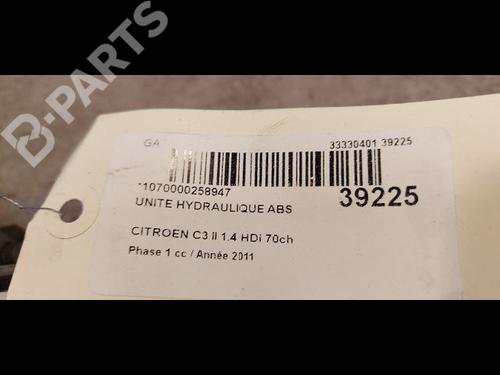 B-PARTS
GA
33330401 39225
*1070000258947
39225
UNITE HYDRAULIQUE ABS
CITROEN C3 II 1.4 HDi 70ch
Phase 1 cc / Année 2011